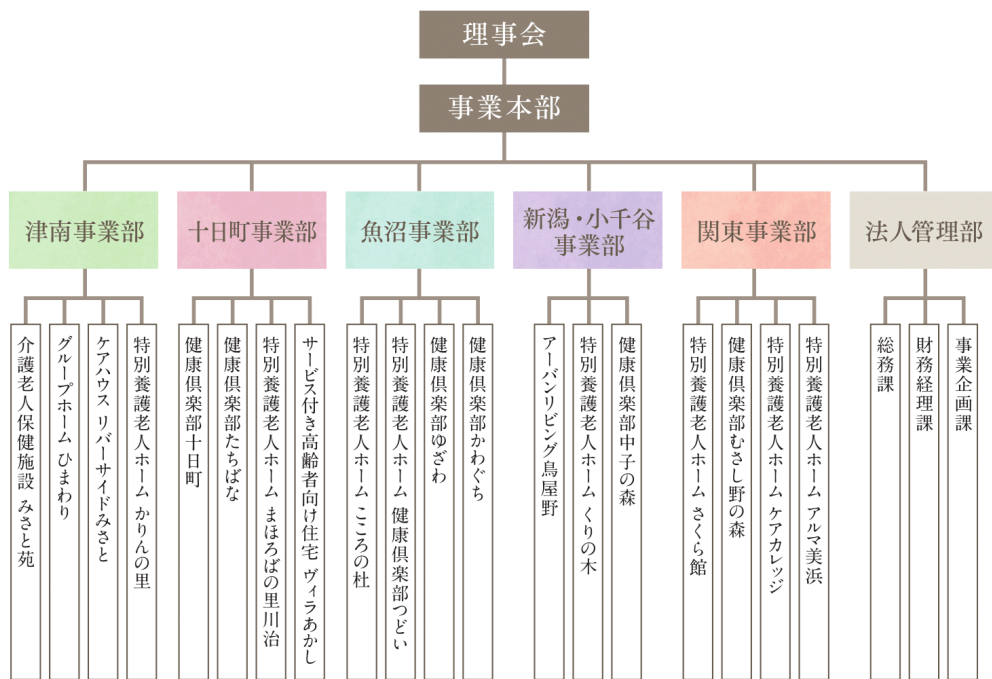 理事会
事業本部
津南事業部
十日町事業部
魚沼事業部
新潟・小千谷
事業部
関東事業部
法人管理部
介護老人保健施設 みさと苑
グループホーム ひまわり
ケアハウス リバーサイドみさと
特別養護老人ホーム かりんの里
健康倶楽部十日町
健康倶楽部たちばな
特別養護老人ホーム まほろばの里川治
サービス付き高齢者向け住宅 ヴィラあかし
特別養護老人ホーム こころの杜
特別養護老人ホーム 健康倶楽部つどい
健康倶楽部ゆざわ
健康倶楽部かわぐち
アーバンリビング鳥屋野
特別養護老人ホーム くりの木
健康倶楽部中子の森
特別養護老人ホーム さくら館
健康倶楽部むさし野の森
特別養護老人ホーム ケアカレッジ
特別養護老人ホーム アルマ美浜
総務課
財務経理課
事業企画課